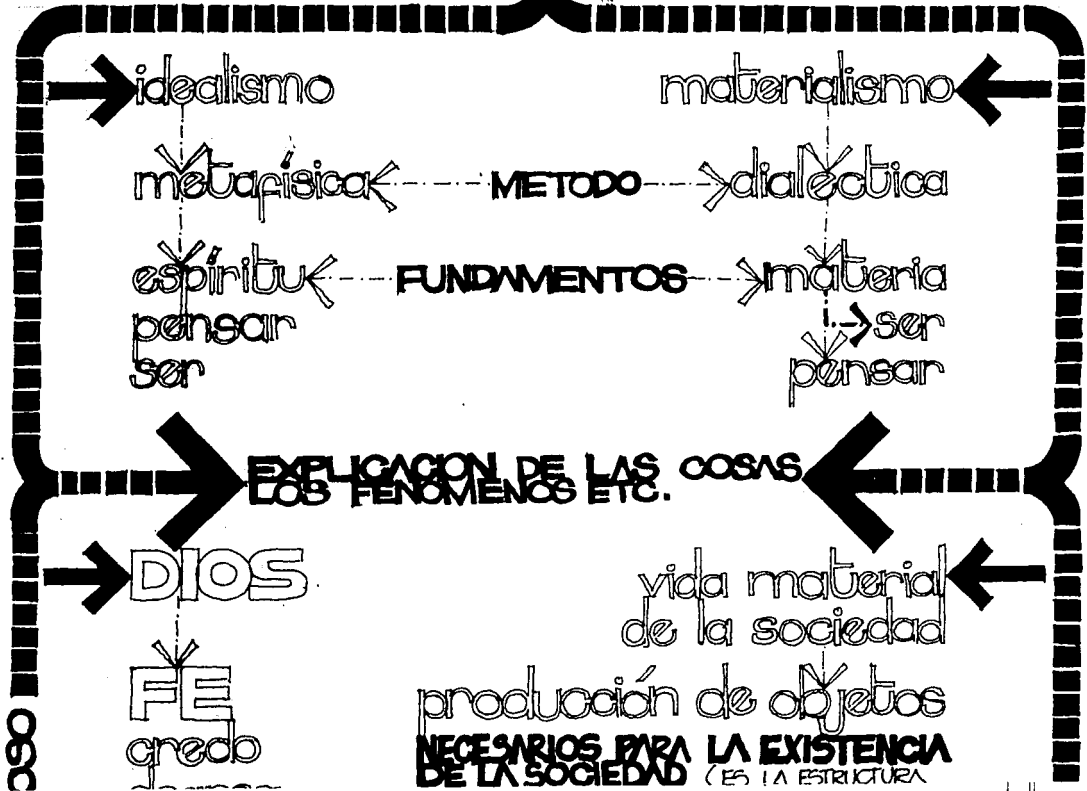 idealismo
materialismo
metafísica
METODO
dialéctica
espíritu
FUNDAMENTOS
materia
pensar
ser
ser
pensar
EXPLICACION DE LAS COSAS
LOS FENOMENOS ETC.
DIOS
vida material
de la sociedad
FE
producción de objetos
credo
NECESARIOS PARA LA EXISTENCIA
DE LA SOCIEDAD (ES LA ESTRUCTURA